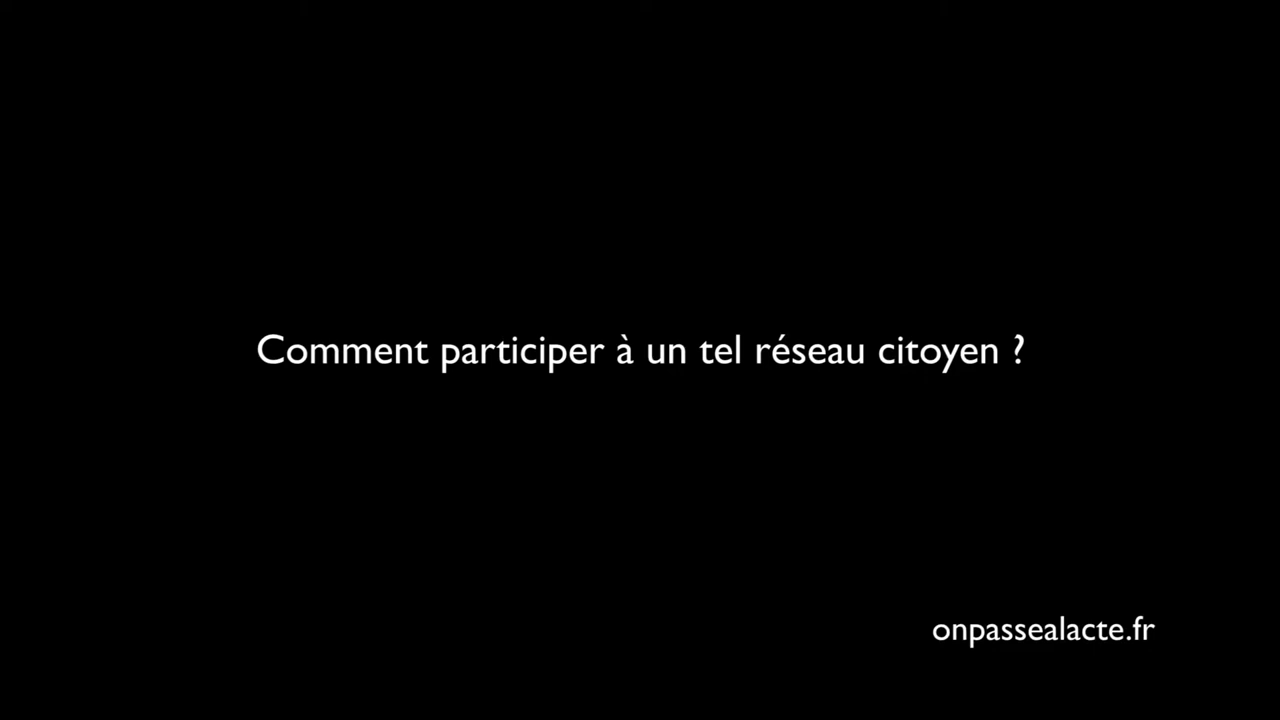 Comment participer à un tel réseau citoyen ?
onpassealacte.fr